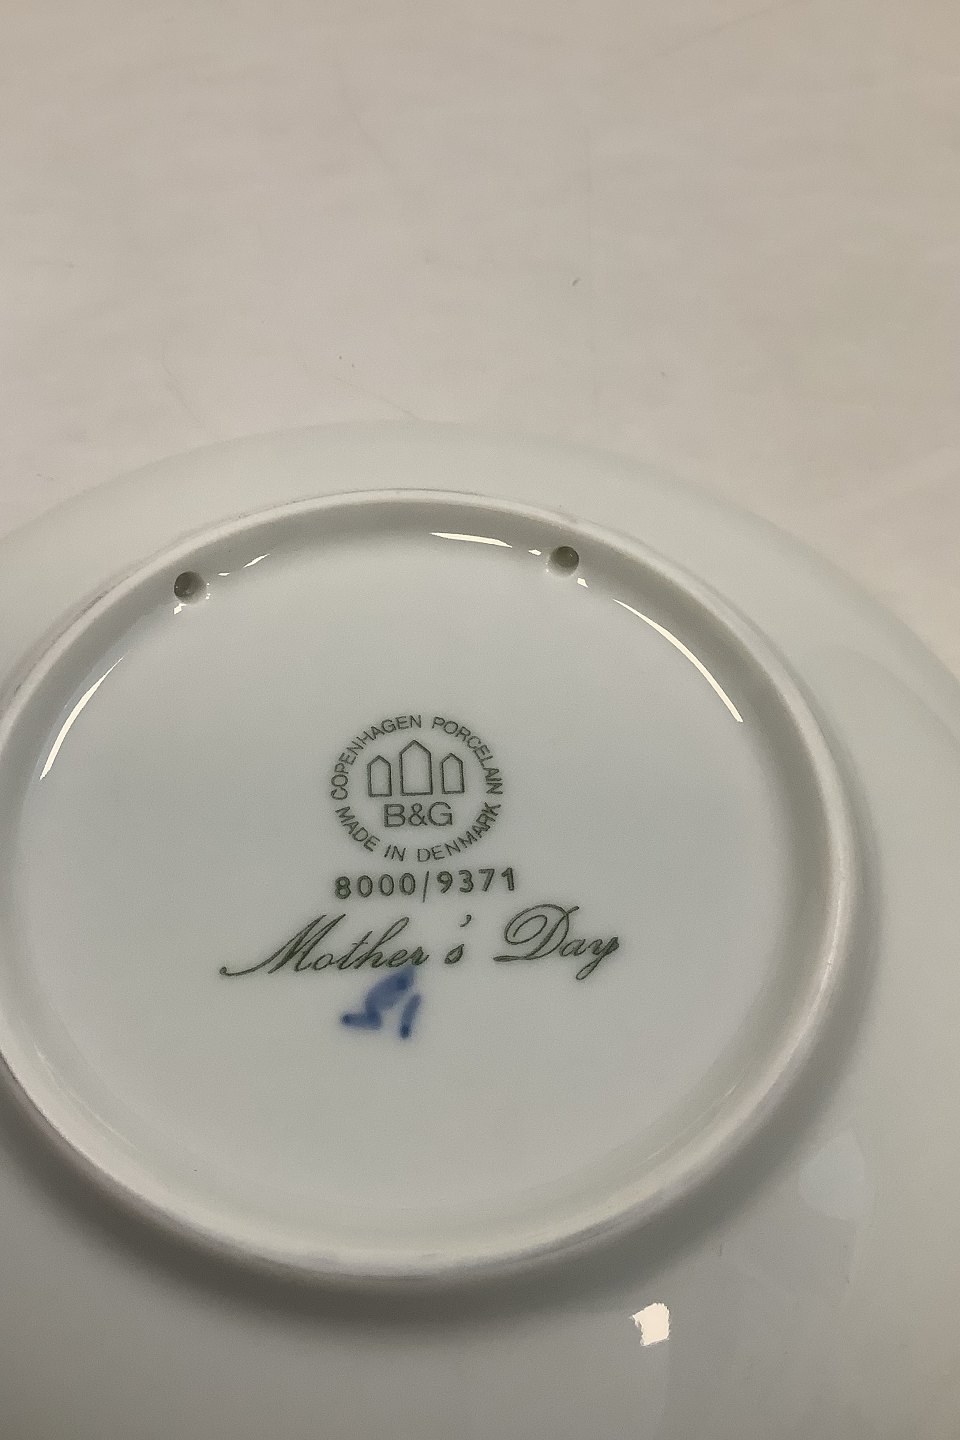 COPENHAGEN PORCELAIN
B&G
MADE IN DENMARK
8000/9371
Mother's Day